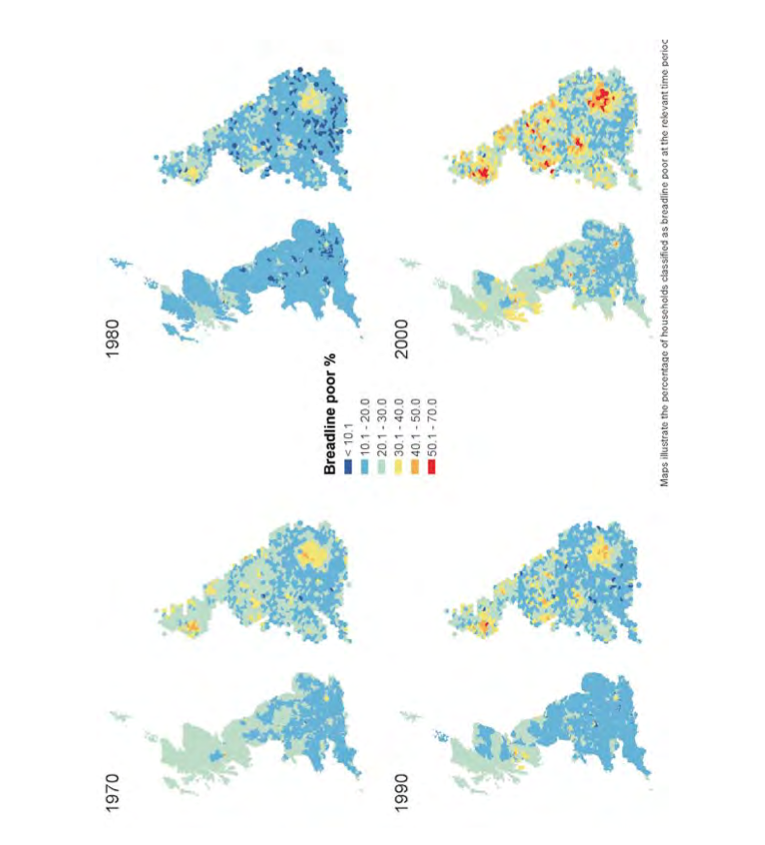 1970
1980
Breadline poor %
< 10.1
10.1 - 20.0
20.1 - 30.0
30.1 - 40.0
40.1 - 50.0
50.1 - 70.0
1990
2000
Maps illustrate the percentage of households classified as breadline poor at the relevant time period